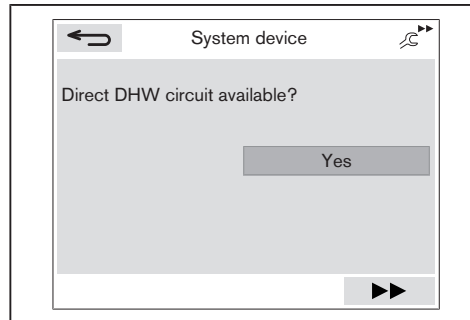 System device
Direct DHW circuit available?
Yes